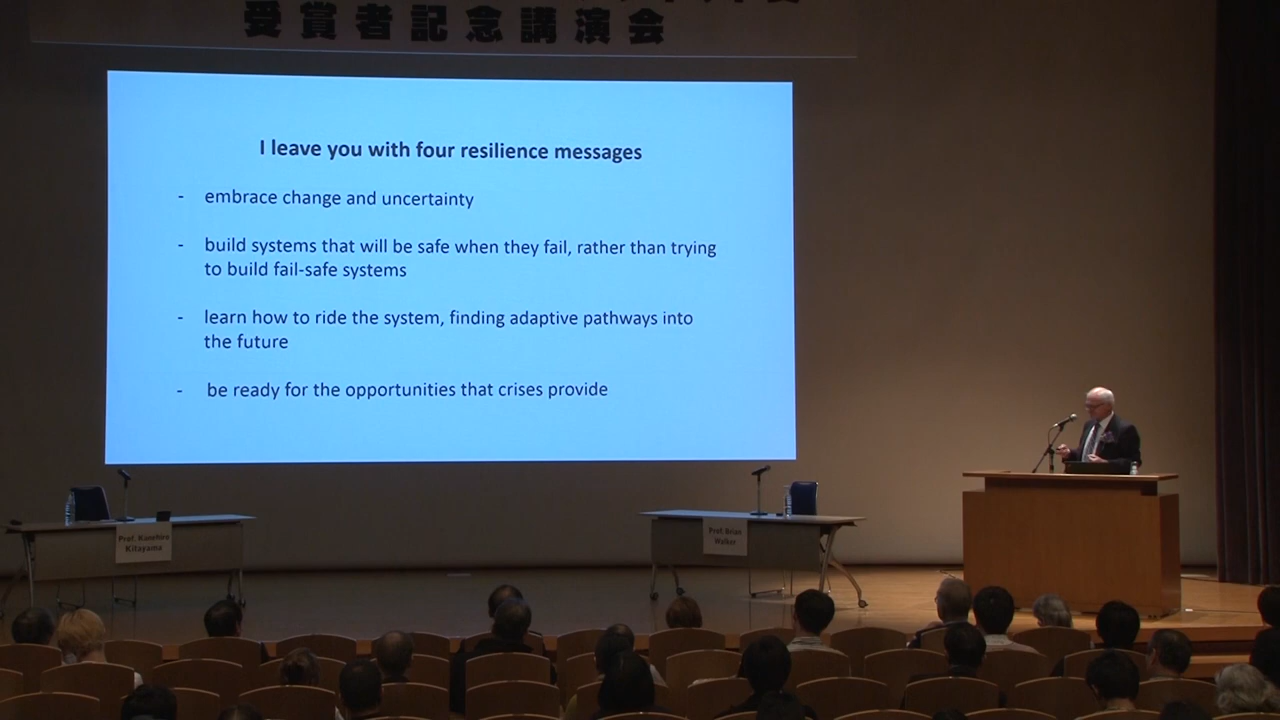 受賞者記念講演会
I leave you with four resilience messages
- embrace change and uncertainty
- build systems that will be safe when they fail, rather than trying
to build fail-safe systems
- learn how to ride the system, finding adaptive pathways into
the future
- be ready for the opportunities that crises provide
Prof. Kanehiro
Kitayama
Prof. Brian
Walker